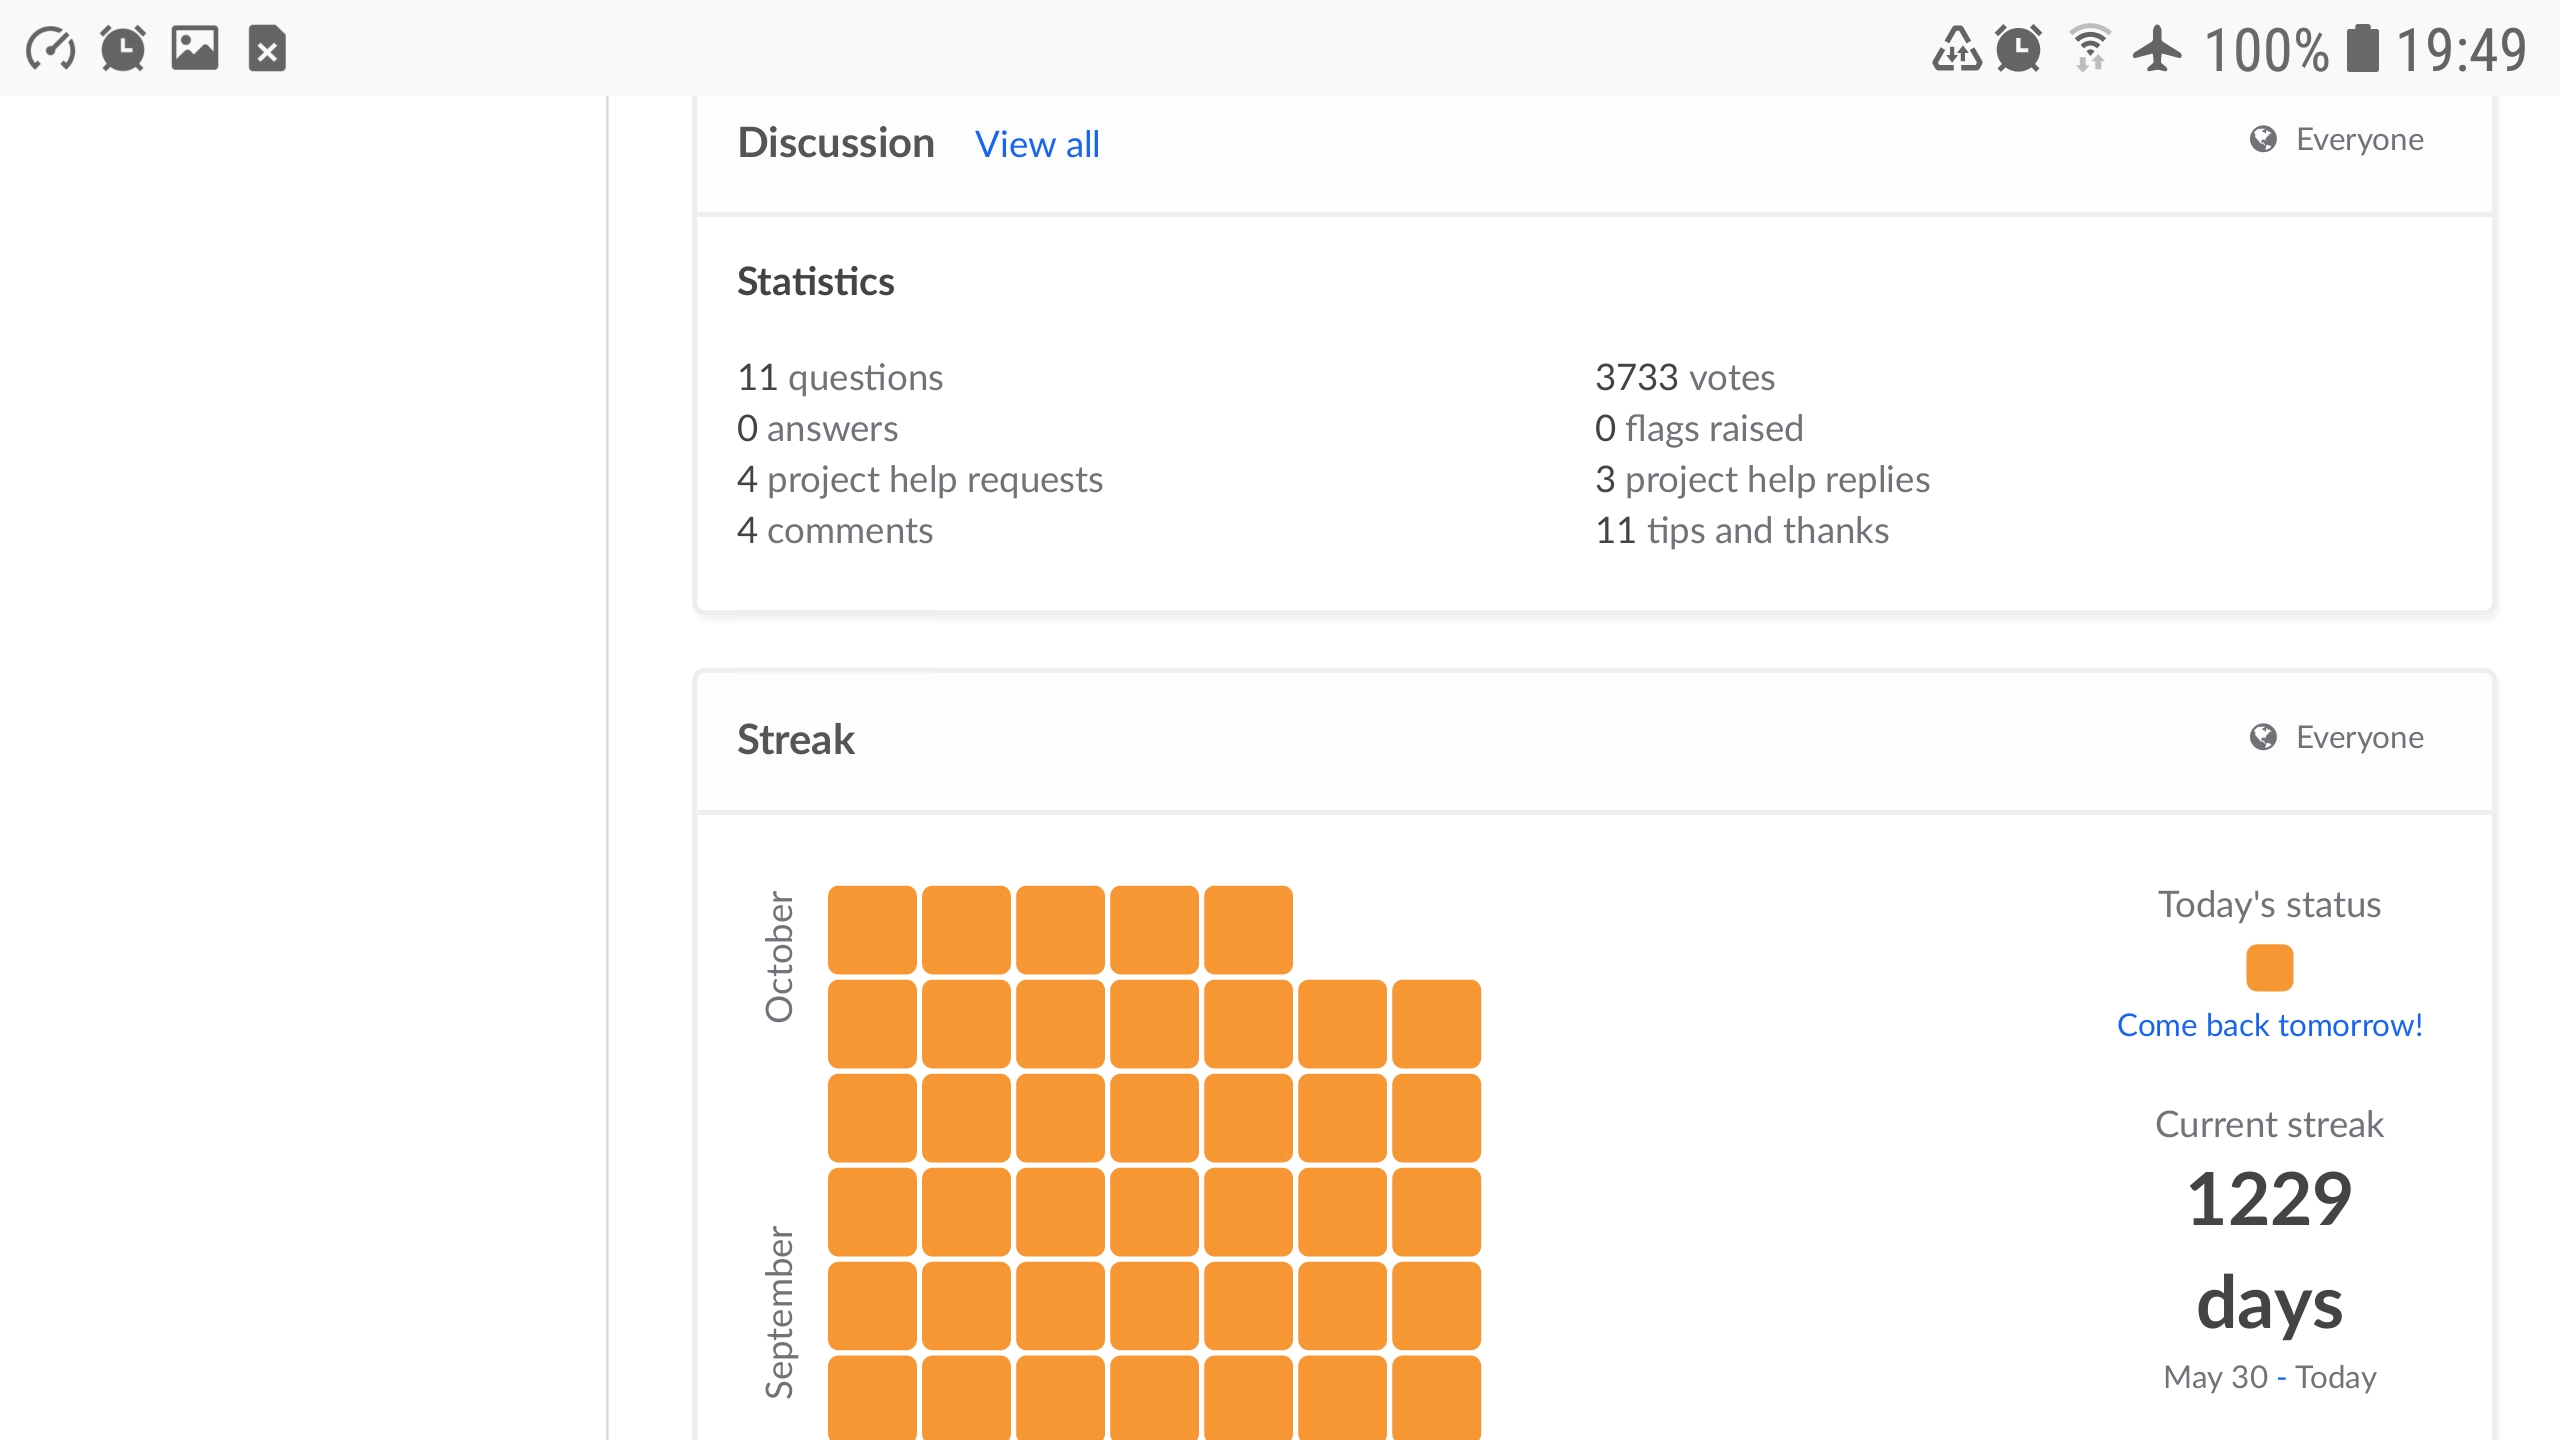 100% 19:49
Discussion View all Everyone
Statistics
11 questions
0 answers
4 project help requests
4 comments
3733 votes
0 flags raised
3 project help replies
11 tips and thanks
Streak Everyone
October
September
Today's status
Come back tomorrow!
Current streak
1229
days
May 30 - Today